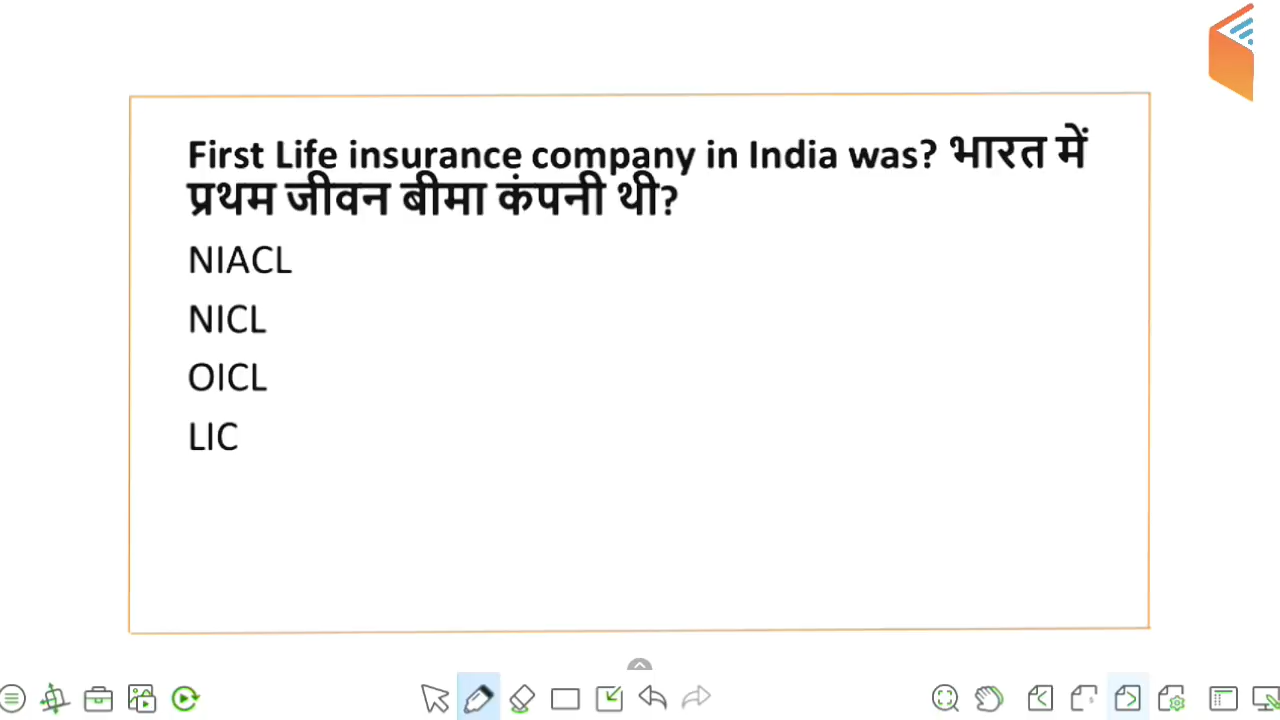 First Life insurance company in India was? भारत में
प्रथम जीवन बीमा कंपनी थी?
NIACL
NICL
OICL
LIC